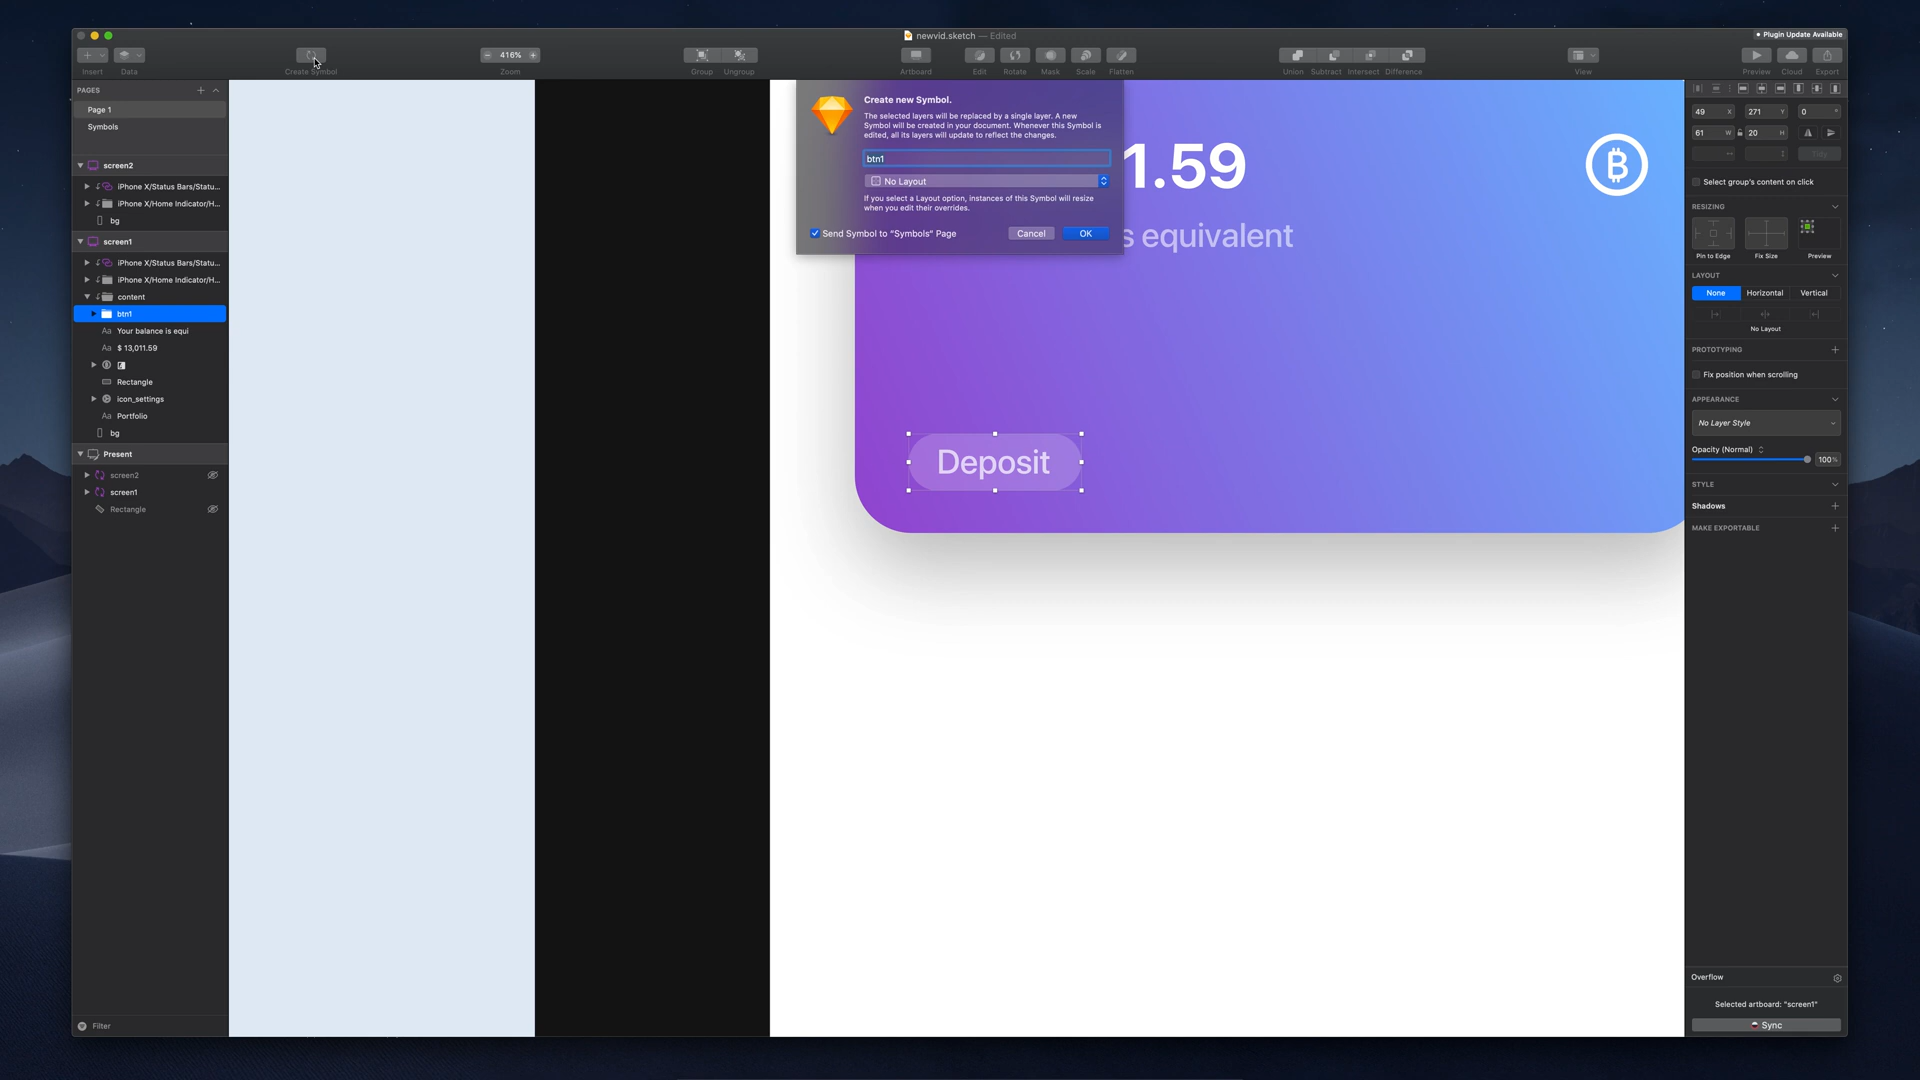 newvid.sketch — Edited
Plugin Update Available
Insert
Data
Create Symbol
416%
Zoom
Group
Ungroup
Artboard
Edit
Rotate
Mask
Scale
Flatten
Union
Subtract
Intersect
Difference
View
Preview
Cloud
Export
PAGES
Page 1
Symbols
screen2
iPhone X/Status Bars/Statu...
iPhone X/Home Indicator/H...
bg
screen1
iPhone X/Status Bars/Statu...
iPhone X/Home Indicator/H...
content
btn1
Aa Your balance is equi
Aa $ 13,011.59
Rectangle
icon_settings
Aa Portfolio
bg
Present
screen2
screen1
Rectangle
Filter
Create new Symbol.
The selected layers will be replaced by a single layer. A new
Symbol will be created in your document. Whenever this Symbol is
edited, all its layers will update to reflect the changes.
btn1
No Layout
If you select a Layout option, instances of this Symbol will resize
when you edit their overrides.
Send Symbol to “Symbols” Page
Cancel
OK
1.59
s equivalent
Deposit
49 X
271 Y
0 °
61 W
20 H
Tidy
Select group's content on click
RESIZING
Pin to Edge
Fix Size
Preview
LAYOUT
None
Horizontal
Vertical
No Layout
PROTOTYPING
Fix position when scrolling
APPEARANCE
No Layer Style
Opacity (Normal)
100%
STYLE
Shadows
MAKE EXPORTABLE
Overflow
Selected artboard: "screen1"
Sync